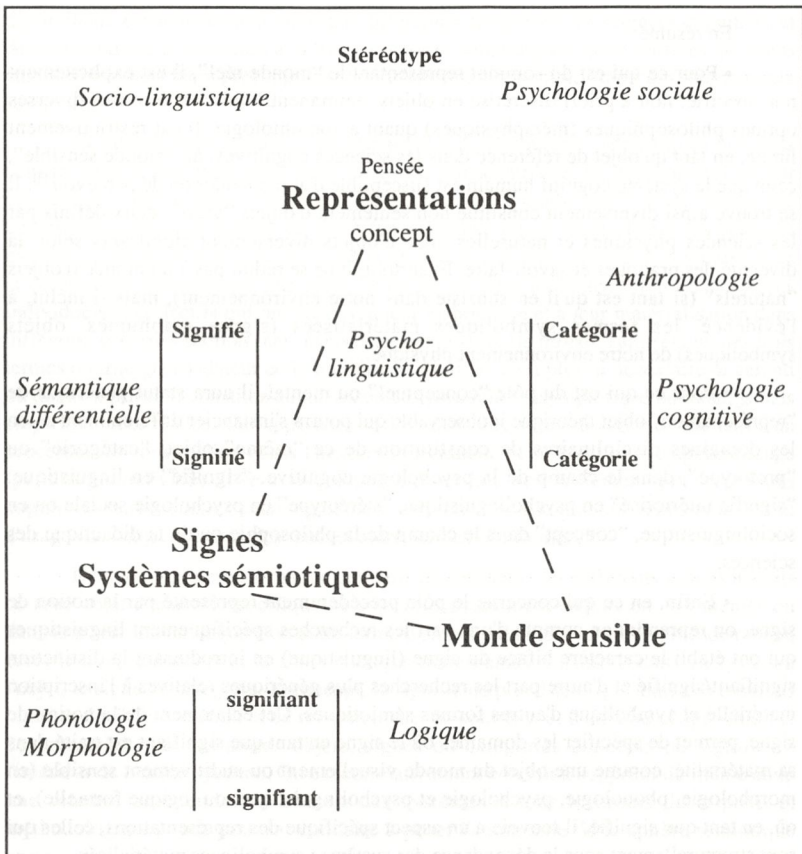 Stéréotype
Socio-linguistique
Psychologie sociale
Pensée
Représentations
concept
Anthropologie
Signifié
Psycho-
linguistique
Catégorie
Sémantique
différentielle
Psychologie
cognitive
Signifié
Catégorie
Signes
Systèmes sémiotiques
Monde sensible
signifiant
Phonologie
Morphologie
Logique
signifiant